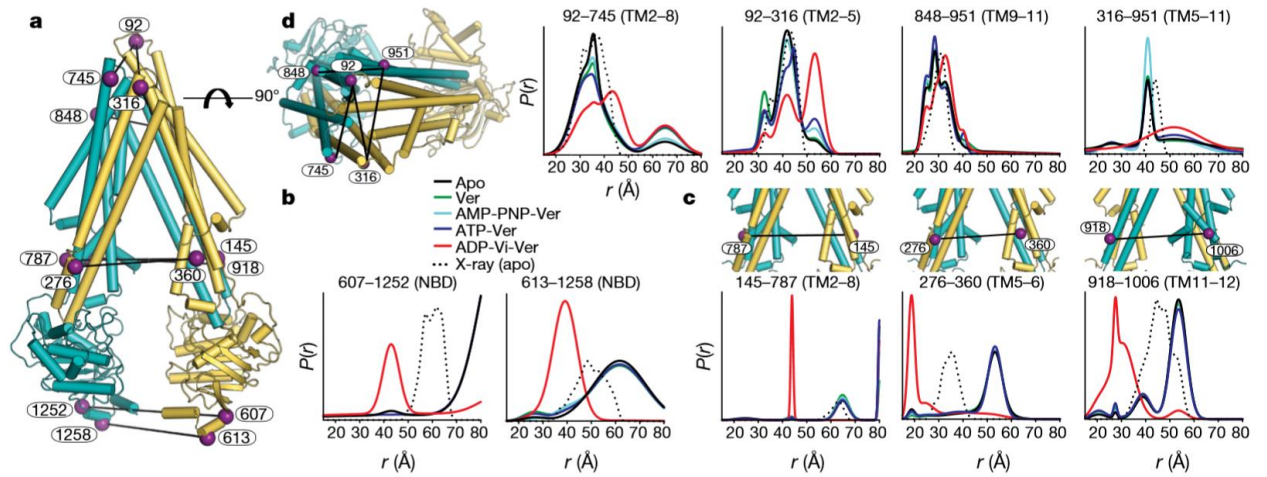 a
92
745
316
848
90°
787
276
145
360
918
1252
1258
607
613
d
848
92
951
745
316
92–745 (TM2–8)
P(r)
20 30 40 50 60 70 80
r (Å)
92–316 (TM2–5)
20 30 40 50 60 70 80
848–951 (TM9–11)
20 30 40 50 60 70 80
316–951 (TM5–11)
20 30 40 50 60 70 80
b
Apo
Ver
AMP-PNP-Ver
ATP-Ver
ADP-Vi-Ver
X-ray (apo)
607–1252 (NBD)
P(r)
20 30 40 50 60 70 80
r (Å)
613–1258 (NBD)
20 30 40 50 60 70 80
r (Å)
c
787
145
276
360
918
1006
145–787 (TM2–8)
P(r)
20 30 40 50 60 70 80
r (Å)
276–360 (TM5–6)
20 30 40 50 60 70 80
r (Å)
918–1006 (TM11–12)
20 30 40 50 60 70 80
r (Å)